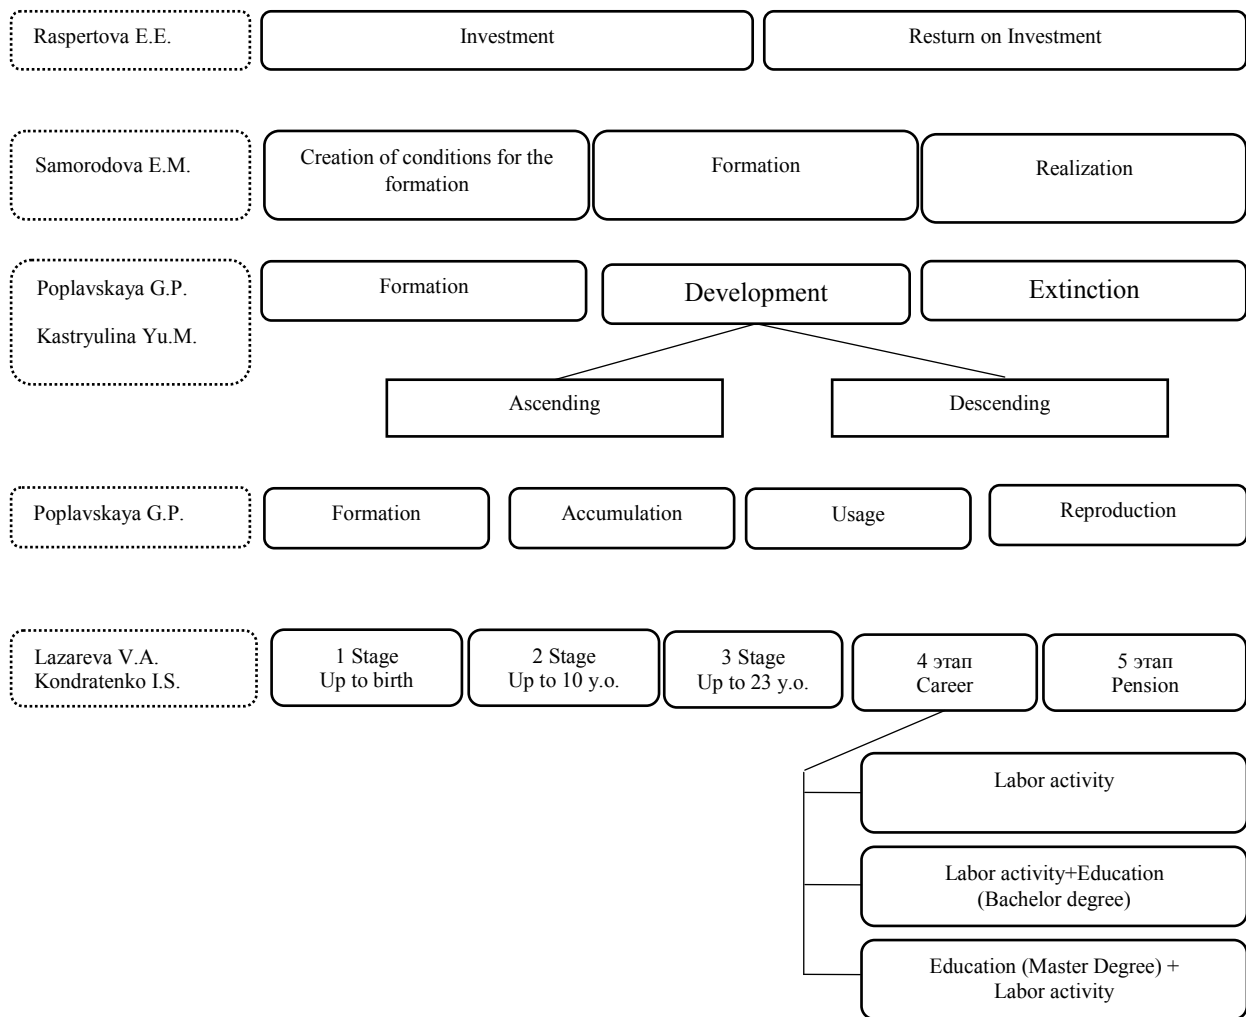 Raspertova E.E.
Investment
Resturn on Investment
Samorodova E.M.
Creation of conditions for the
formation
Formation
Realization
Poplavskaya G.P.
Kastryulina Yu.M.
Formation
Development
Extinction
Ascending
Descending
Poplavskaya G.P.
Formation
Accumulation
Usage
Reproduction
Lazareva V.A.
Kondratenko I.S.
1 Stage
Up to birth
2 Stage
Up to 10 y.o.
3 Stage
Up to 23 y.o.
4 этап
Career
5 этап
Pension
Labor activity
Labor activity+Education
(Bachelor degree)
Education (Master Degree) +
Labor activity